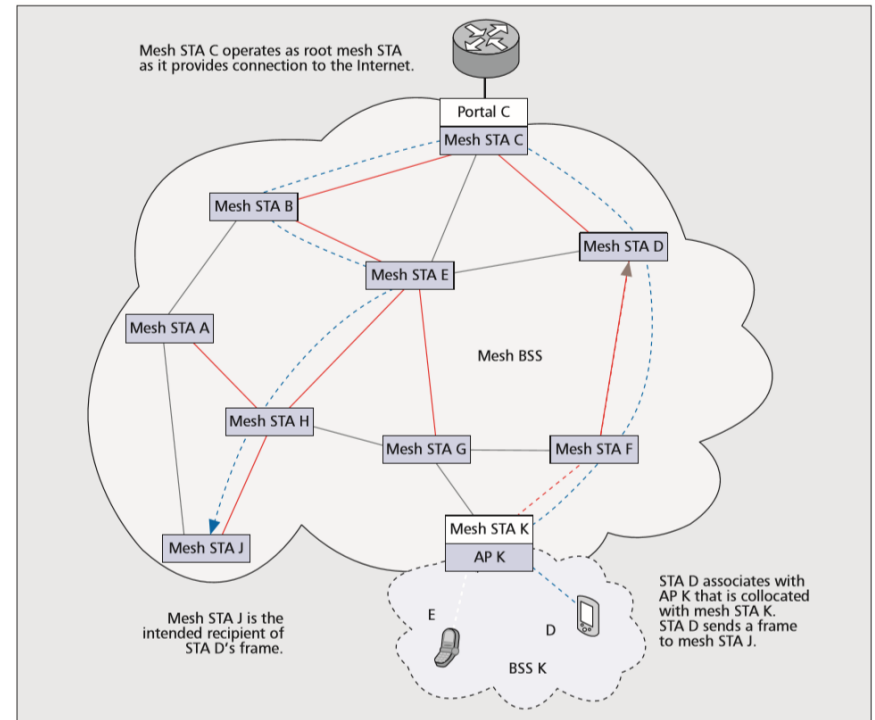 Mesh STA C operates as root mesh STA
as it provides connection to the Internet.
Portal C
Mesh STA C
Mesh STA B
Mesh STA D
Mesh STA E
Mesh STA A
Mesh BSS
Mesh STA H
Mesh STA G
Mesh STA F
Mesh STA K
AP K
Mesh STA J
Mesh STA J is the
intended recipient of
STA D's frame.
E
D
BSS K
STA D associates with
AP K that is collocated
with mesh STA K.
STA D sends a frame
to mesh STA J.